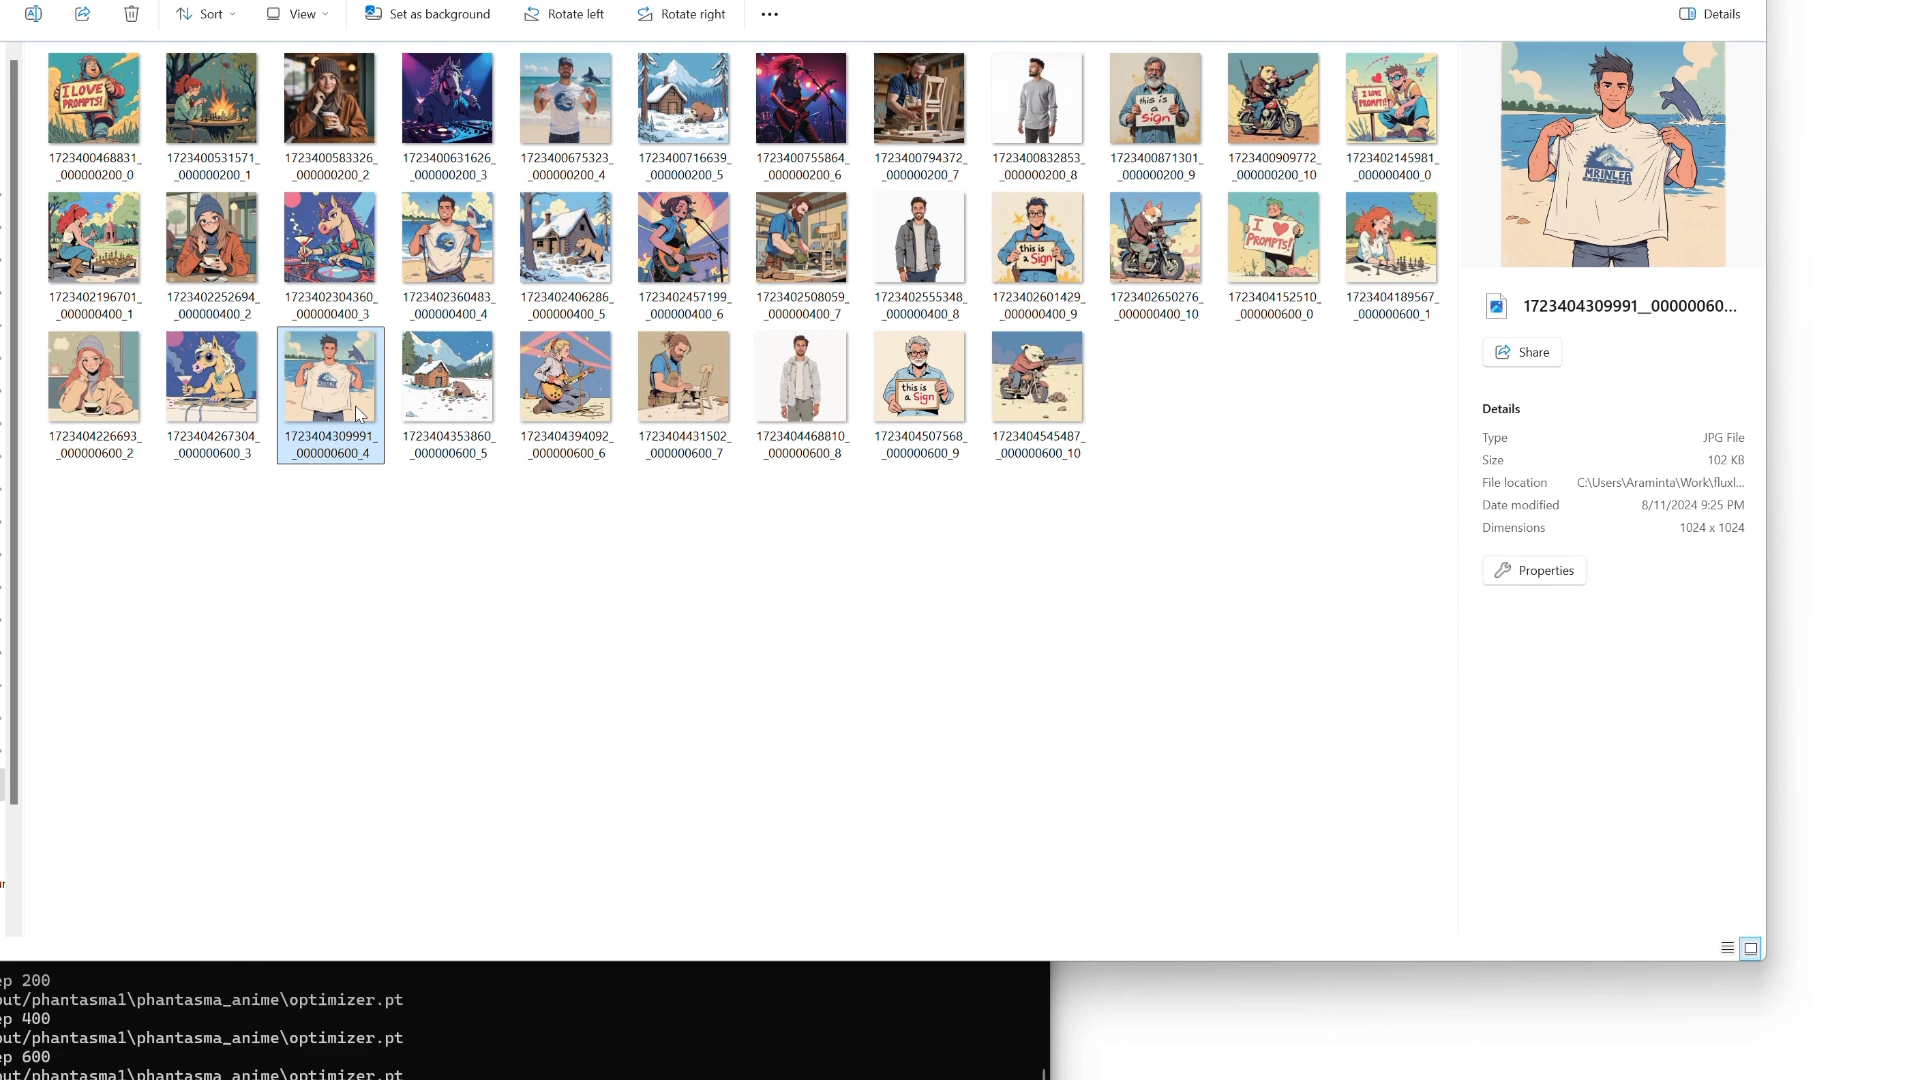 Sort
View
Set as background
Rotate left
Rotate right
Details
I LOVE
PROMPTS!
this is
a
Sign
I LOVE
PROMPT!
1723400468831_
_000000200_0
1723400531571_
_000000200_1
1723400583326_
_000000200_2
1723400631626_
_000000200_3
1723400675323_
_000000200_4
1723400716639_
_000000200_5
1723400755864_
_000000200_6
1723400794372_
_000000200_7
1723400832853_
_000000200_8
1723400871301_
_000000200_9
1723400909772_
_000000200_10
1723402145981_
_000000400_0
this is
a Sign
I
PROMPTS!
1723402196701_
_000000400_1
1723402252694_
_000000400_2
1723402304360_
_000000400_3
1723402360483_
_000000400_4
1723402406286_
_000000400_5
1723402457199_
_000000400_6
1723402508059_
_000000400_7
1723402555348_
_000000400_8
1723402601429_
_000000400_9
1723402650276_
_000000400_10
1723404152510_
_000000600_0
1723404189567_
_000000600_1
this is
a Sign
1723404226693_
_000000600_2
1723404267304_
_000000600_3
1723404309991_
_000000600_4
1723404353860_
_000000600_5
1723404394092_
_000000600_6
1723404431502_
_000000600_7
1723404468810_
_000000600_8
1723404507568_
_000000600_9
1723404545487_
_000000600_10
MRINLEA
1723404309991__00000060...
Share
Details
Type JPG File
Size 102 KB
File location C:\Users\Araminta\Work\fluxl...
Date modified 8/11/2024 9:25 PM
Dimensions 1024 x 1024
Properties
ep 200
out/phantasma1\phantasma_anime\optimizer.pt
ep 400
out/phantasma1\phantasma_anime\optimizer.pt
ep 600
out/phantasma1\phantasma_anime\optimizer.pt